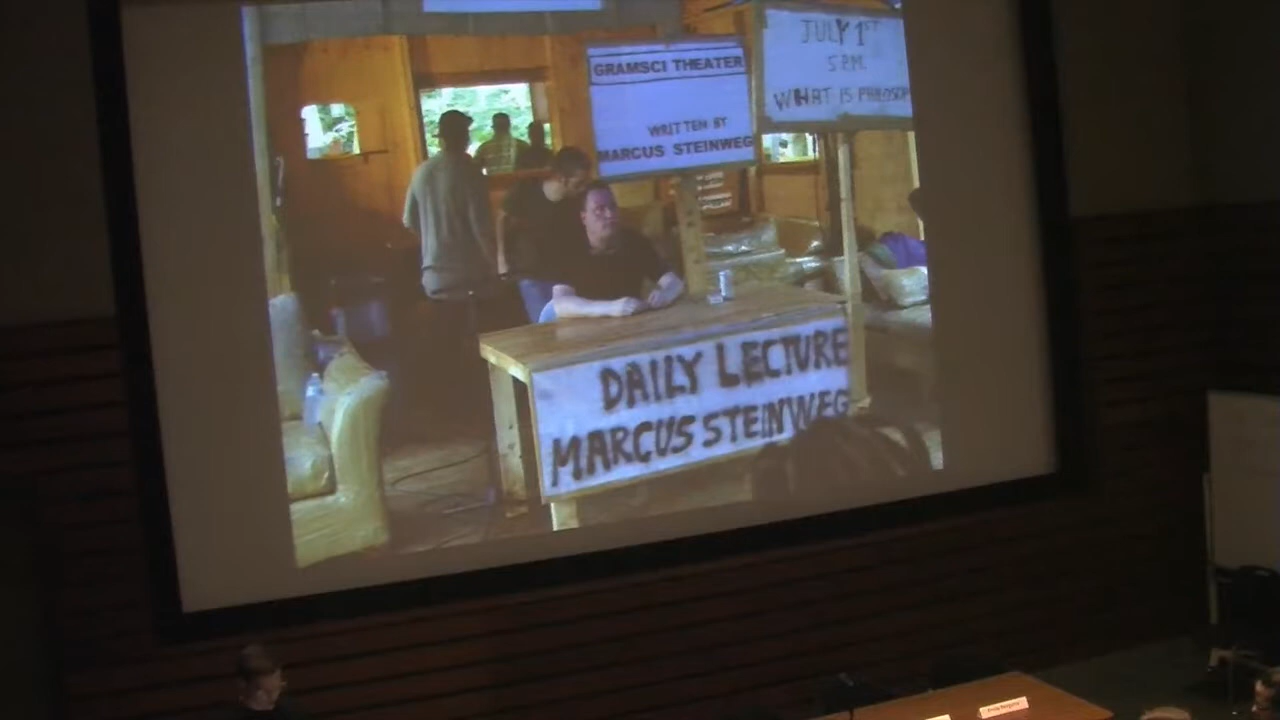 GRAMSCI THEATER
WRITTEN BY
MARCUS STEINWEG
JULY 1ST
5 P.M.
WHAT IS PHILOSOP
DAILY LECTURE
MARCUS STEINWEG